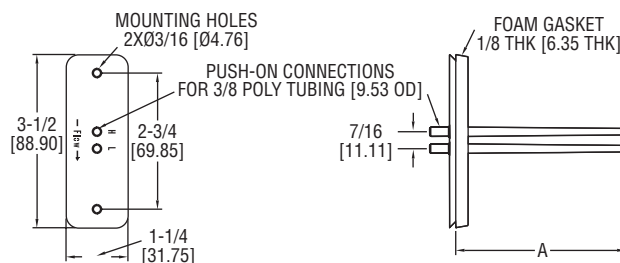 MOUNTING HOLES
2XØ3/16 [Ø4.76]
FOAM GASKET
1/8 THK [6.35 THK]
PUSH-ON CONNECTIONS
FOR 3/8 POLY TUBING [9.53 OD]
3-1/2
[88.90]
Flow
H
L
2-3/4
[69.85]
7/16
[11.11]
1-1/4
[31.75]
A